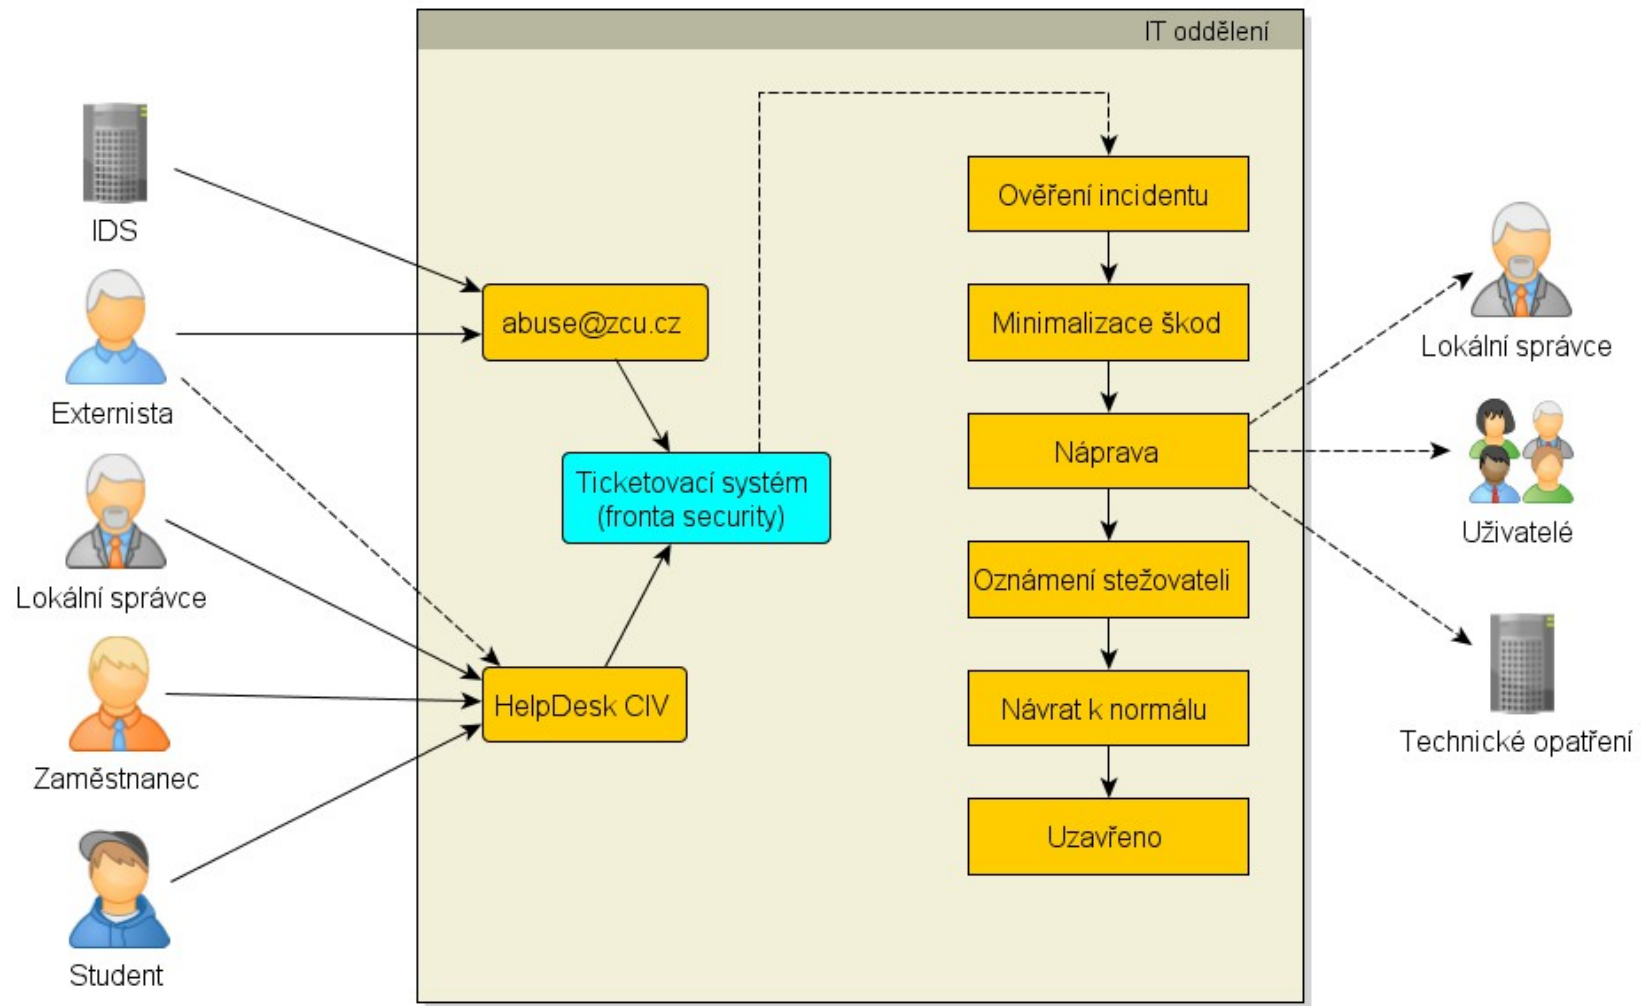 IT oddělení
IDS
Externista
Lokální správce
Zaměstnanec
Student
abuse@zcu.cz
Ticketovací systém
(fronta security)
HelpDesk CIV
Ověření incidentu
Minimalizace škod
Náprava
Oznámení stežovateli
Návrat k normálu
Uzavřeno
Lokální správce
Uživatelé
Technické opatření